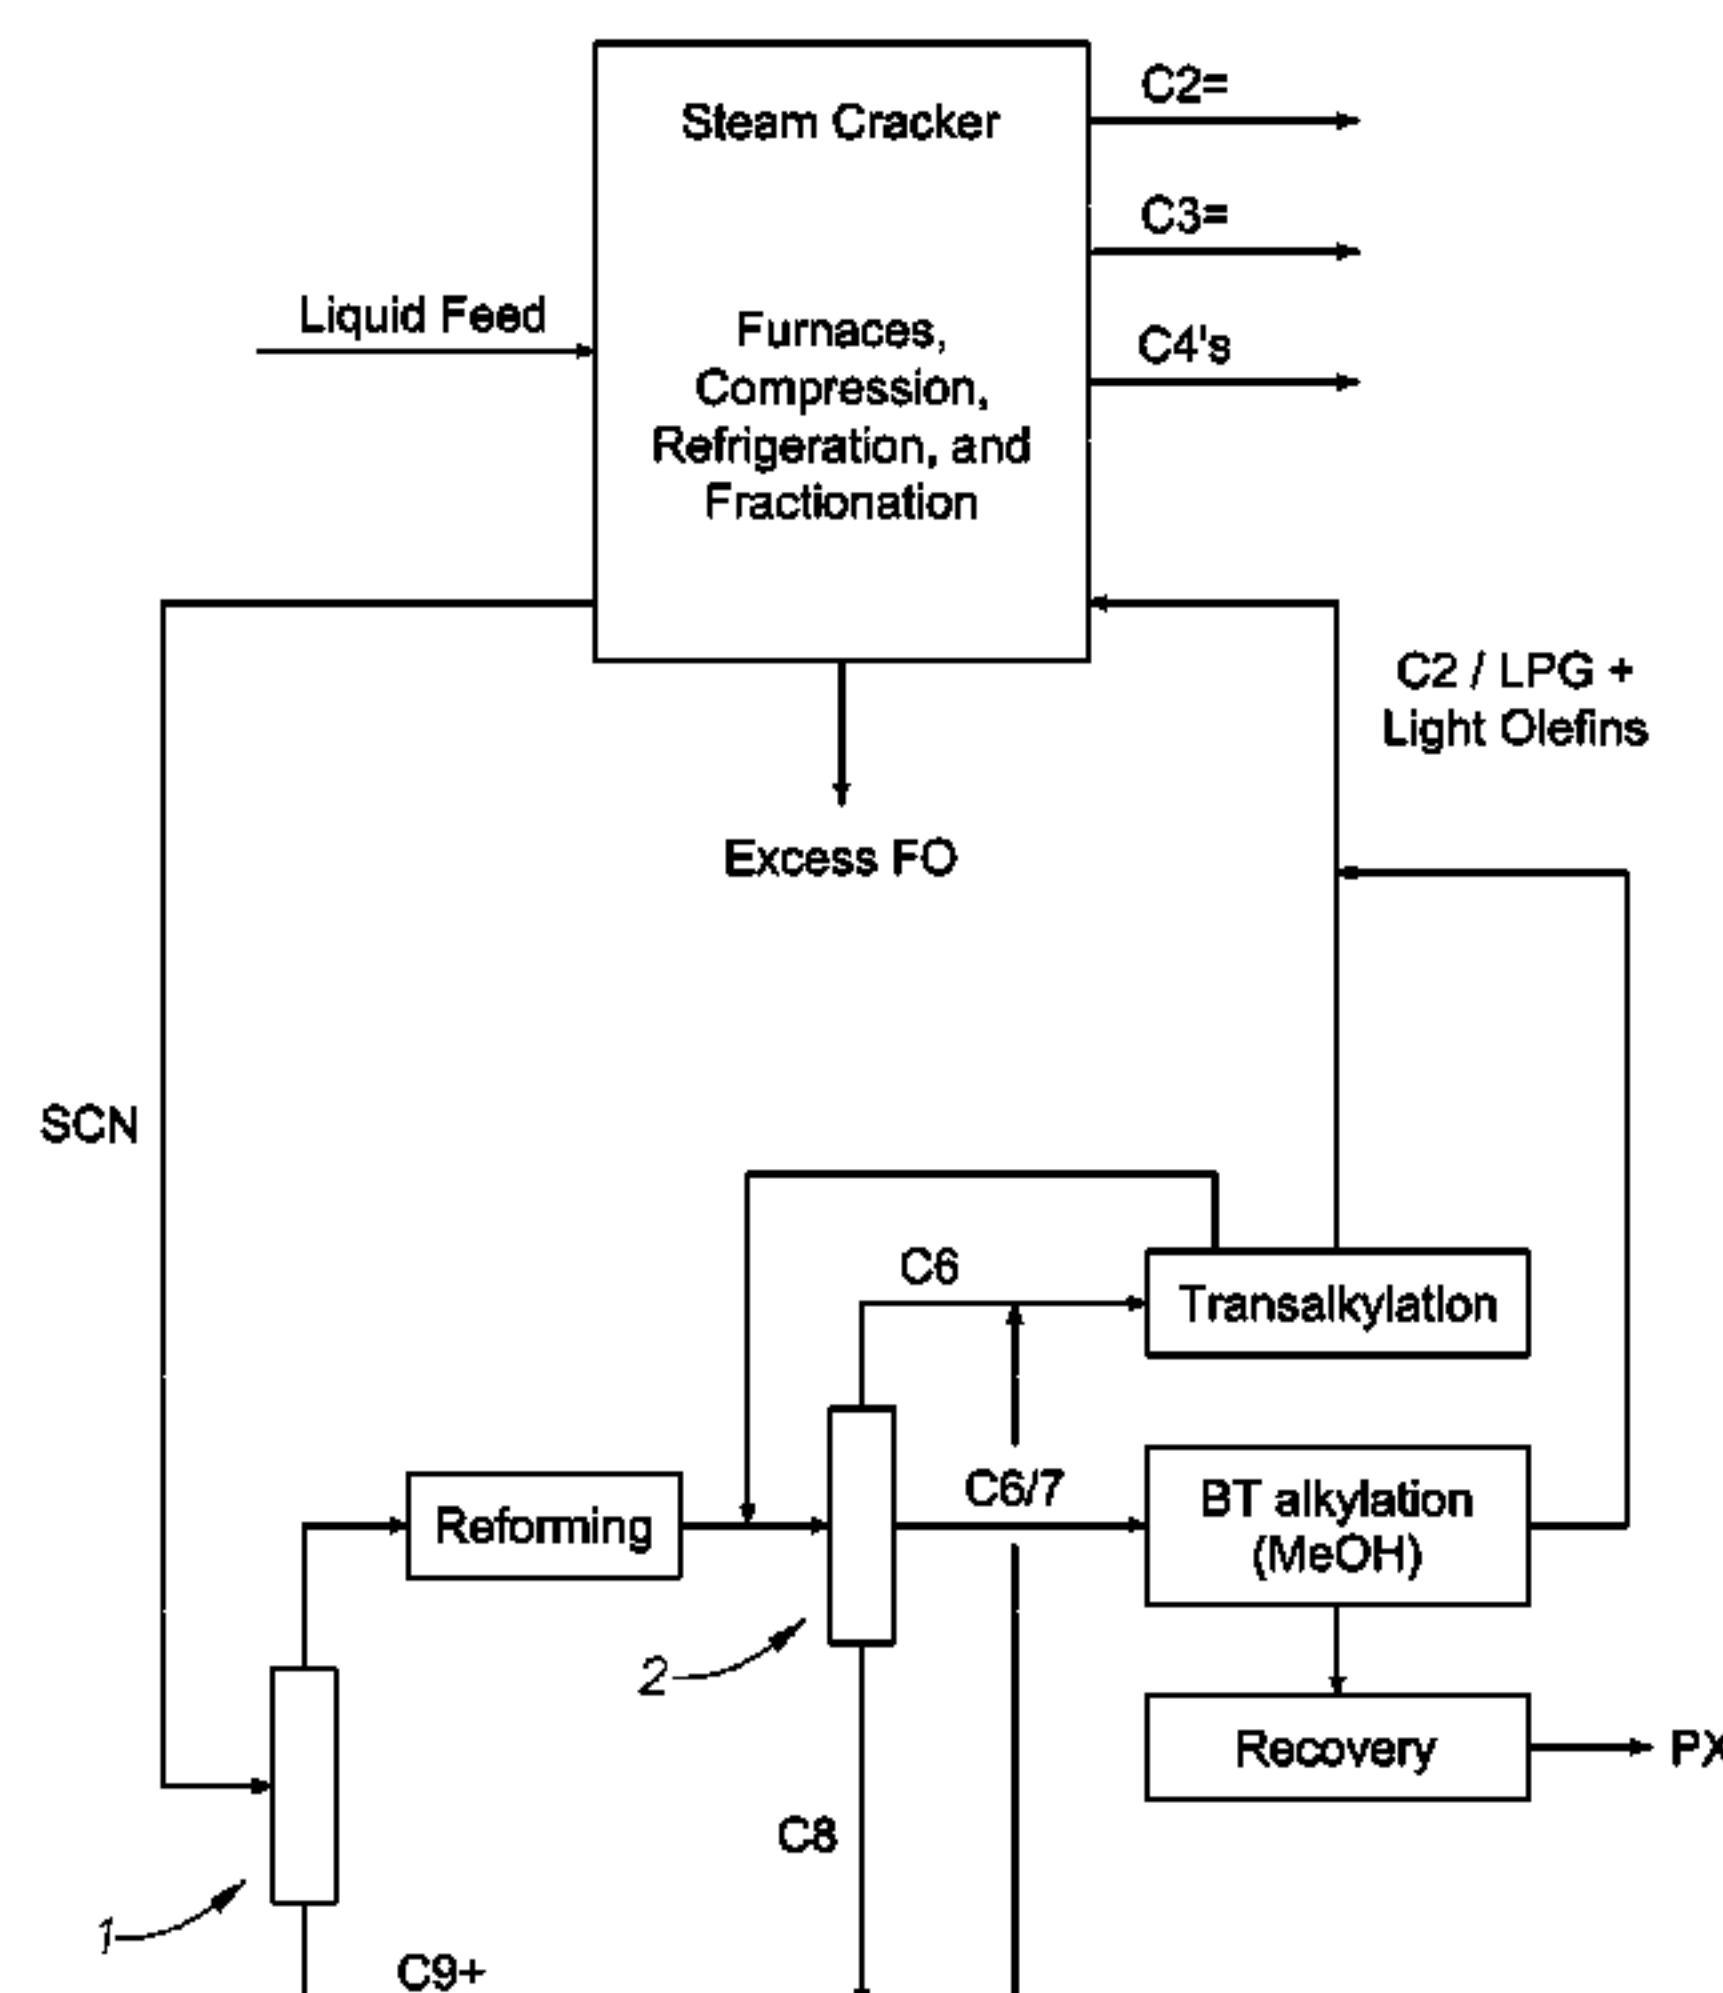 Steam Cracker
C2=
C3=
Liquid Feed
Furnaces,
Compression,
Refrigeration, and
Fractionation
C4's
C2 / LPG +
Light Olefins
Excess FO
SCN
C6
Transalkylation
C6/7
BT alkylation
(MeOH)
Reforming
2
Recovery
PX
C8
1
C9+